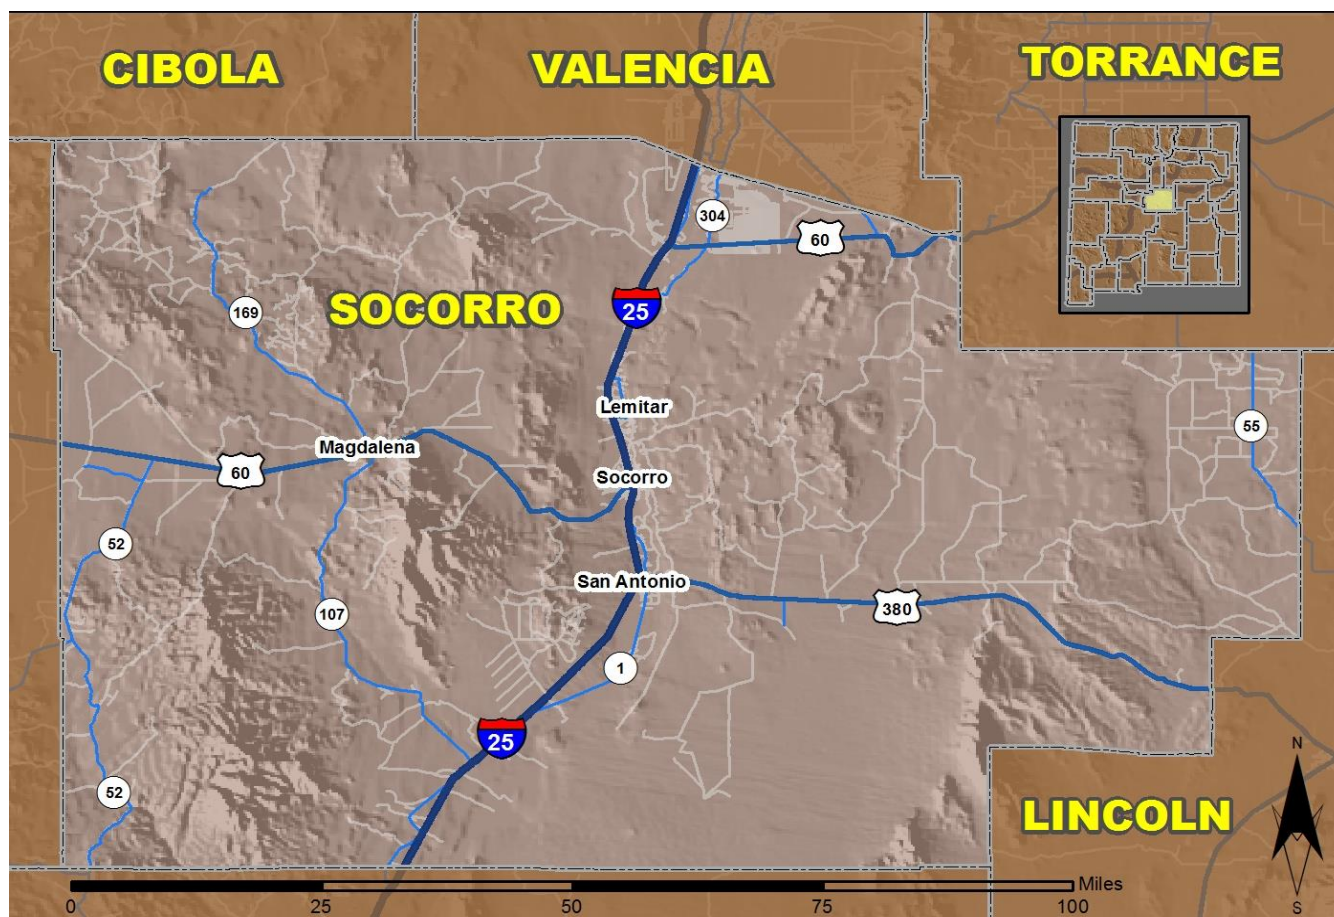 CIBOLA
VALENCIA
TORRANCE
304
60
169
SOCORRO
25
Lemitar
55
Magdalena
60
Socorro
52
San Antonio
380
107
1
25
N
52
LINCOLN
Miles
0
25
50
75
100
S